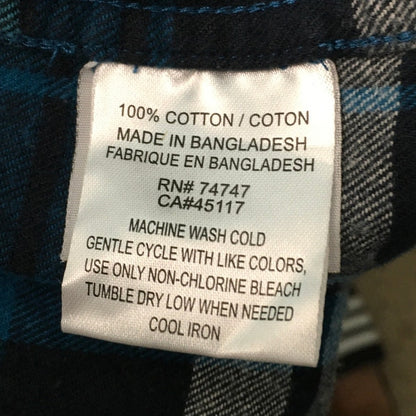 100% COTTON / COTON
MADE IN BANGLADESH
FABRIQUE EN BANGLADESH
RN# 74747
CA#45117
MACHINE WASH COLD
GENTLE CYCLE WITH LIKE COLORS,
USE ONLY NON-CHLORINE BLEACH
TUMBLE DRY LOW WHEN NEEDED
COOL IRON